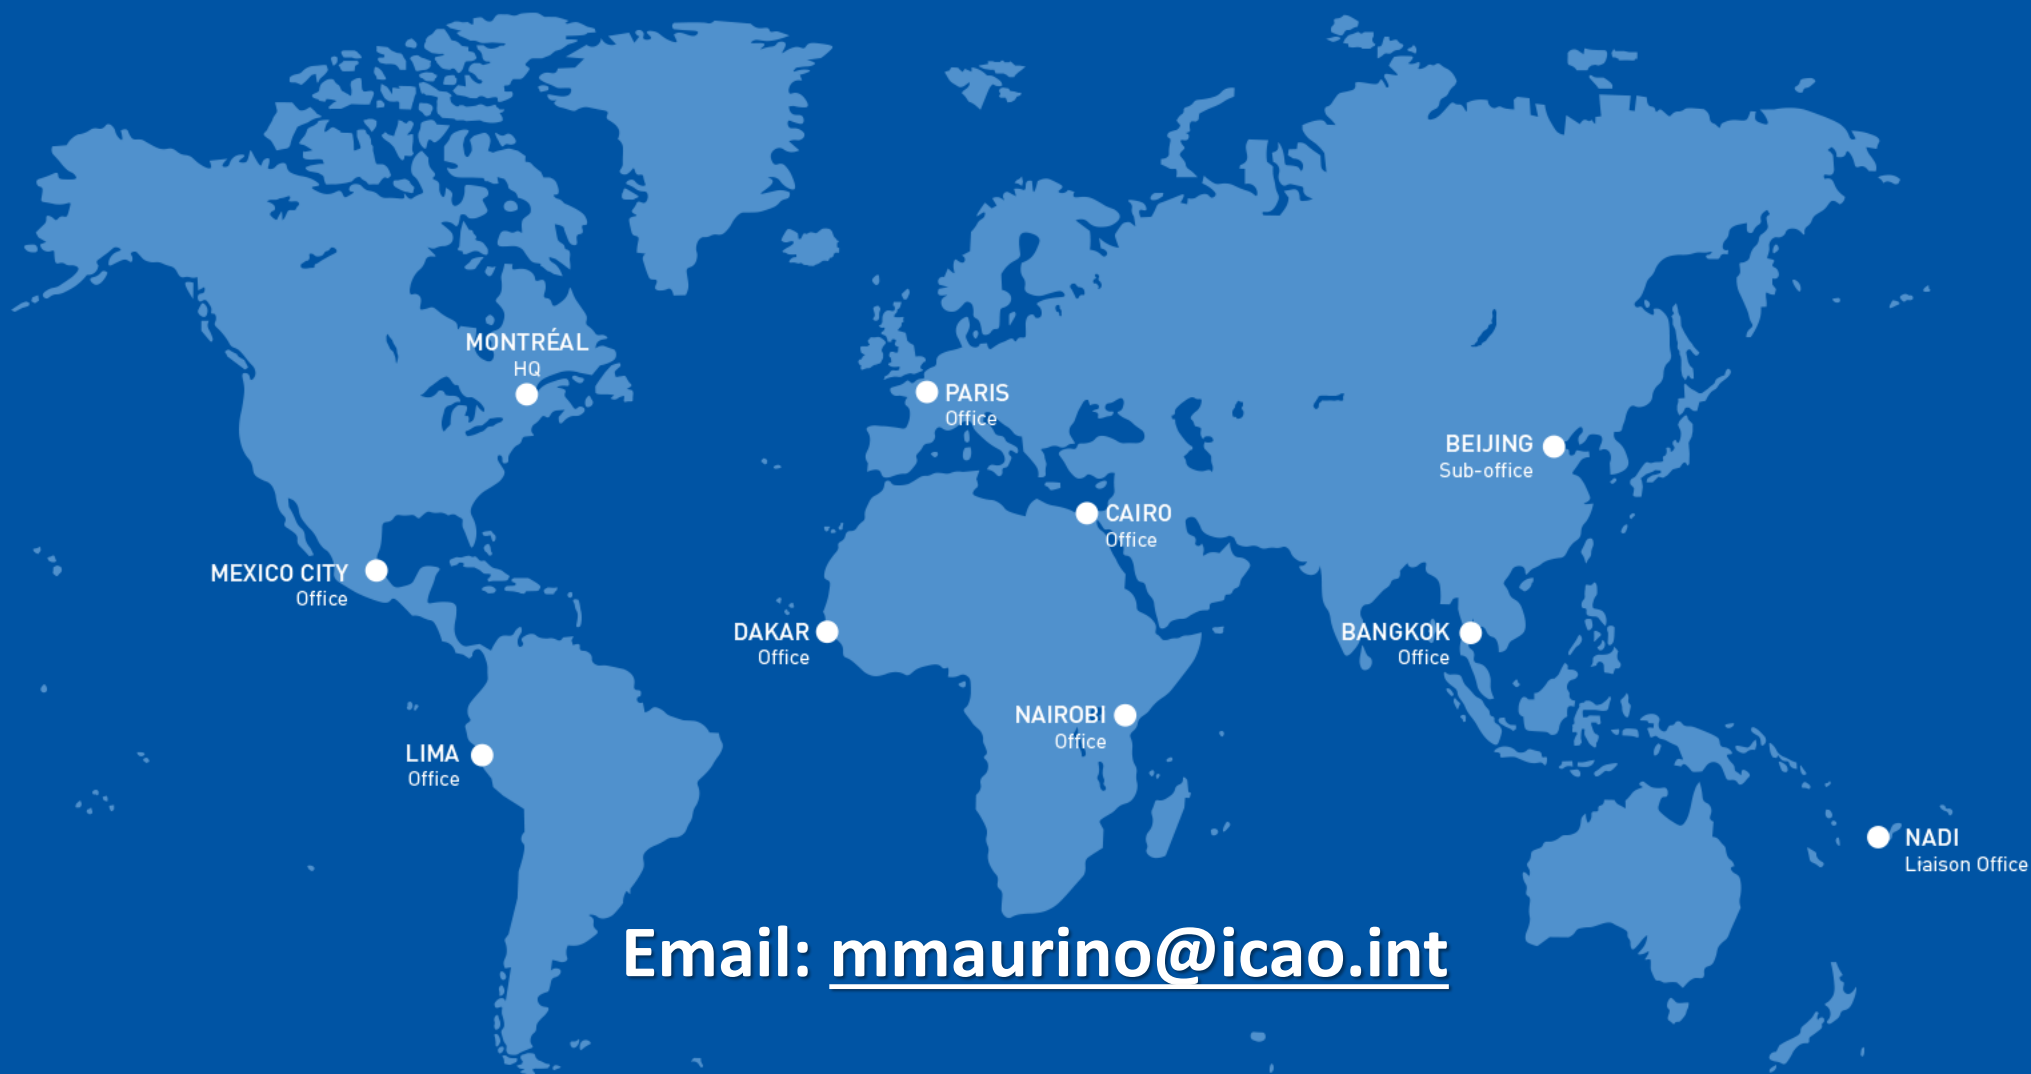 MONTRÉAL
HQ
PARIS
Office
BEIJING
Sub-office
CAIRO
Office
MEXICO CITY
Office
DAKAR
Office
BANGKOK
Office
NAIROBI
Office
LIMA
Office
NADI
Liaison Office
Email: mmaurino@icao.int